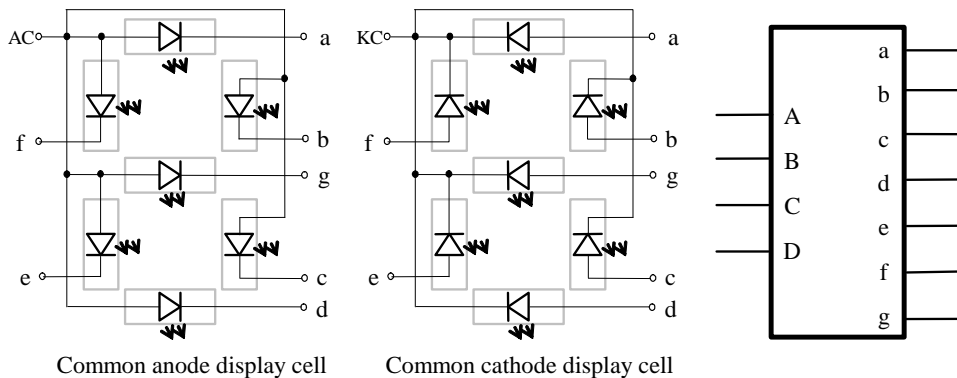 AC
a
f
b
g
e
c
d
Common anode display cell
KC
a
f
b
g
e
c
d
Common cathode display cell
A
B
C
D
a
b
c
d
e
f
g